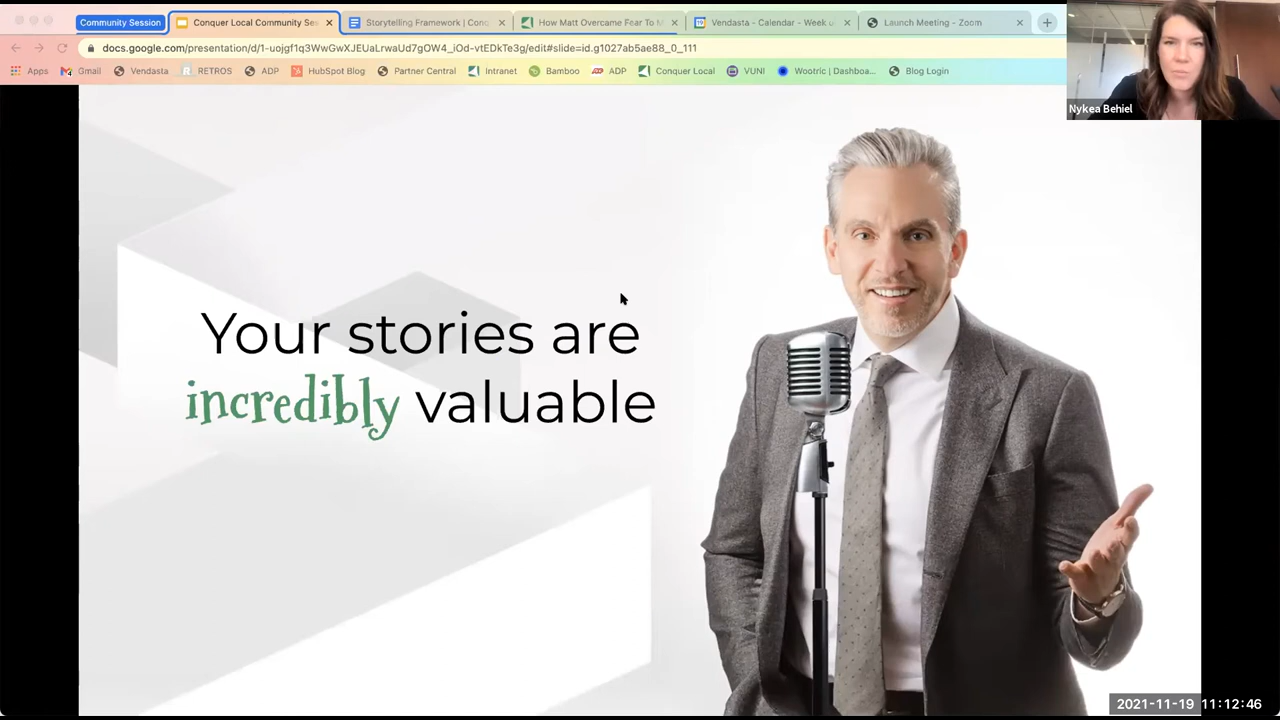 Community Session
Conquer Local Community Ses
Storytelling Framework | Conq
How Matt Overcame Fear To M
Vendasta - Calendar - Week o
Launch Meeting - Zoom
docs.google.com/presentation/d/1-uojgf1q3WwGwXJEUaLrwaUd7gOW4_iOd-vtEDkTe3g/edit#slide=id.g1027ab5ae88_0_111
Apps Gmail Vendasta RETROS ADP HubSpot Blog Partner Central Intranet Bamboo ADP Conquer Local VUNI Wootric | Dashboa... Blog Login
Nykea Behiel
Your stories are
incredibly valuable
2021-11-19 11:12:46